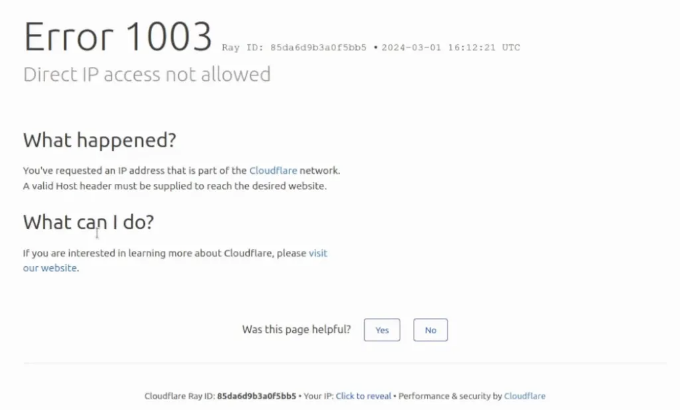 Error 1003 Ray ID: 85da6d9b3a0f5bb5 • 2024-03-01 16:12:21 UTC
Direct IP access not allowed
What happened?
You've requested an IP address that is part of the Cloudflare network.
A valid Host header must be supplied to reach the desired website.
What can I do?
If you are interested in learning more about Cloudflare, please visit
our website.
Was this page helpful? Yes No
Cloudflare Ray ID: 85da6d9b3a0f5bb5 • Your IP: Click to reveal • Performance & security by Cloudflare